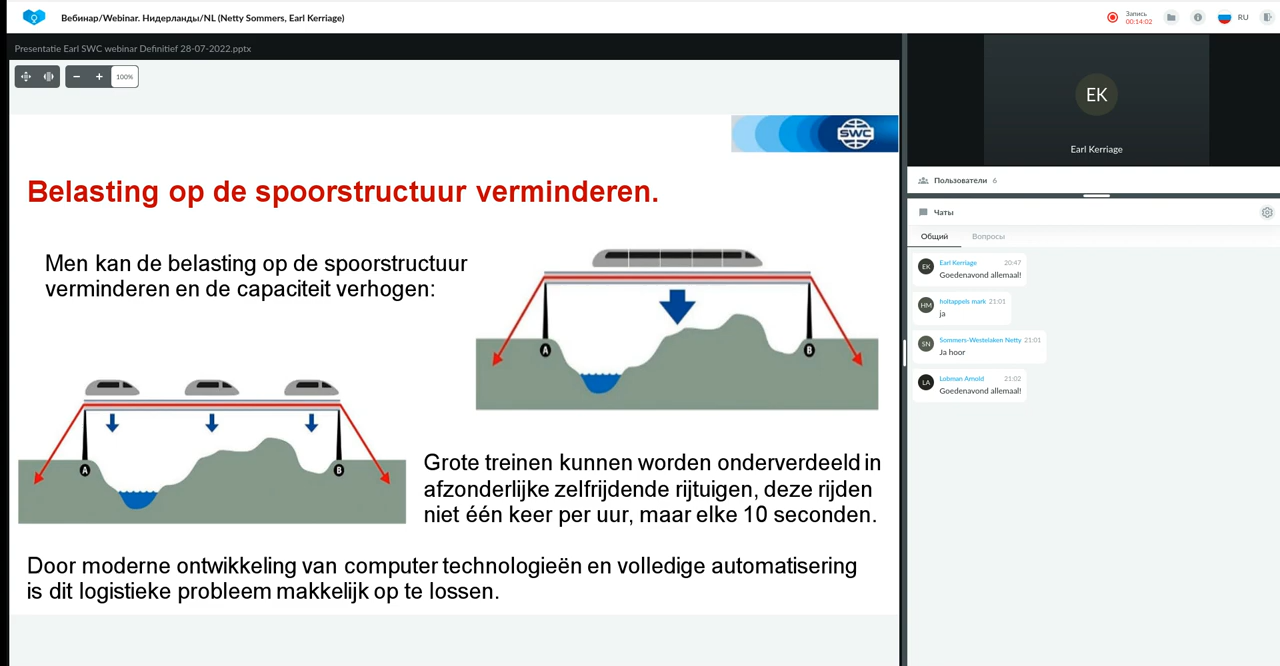 Вебинар/Webinar. Нидерланды/NL (Netty Sommers, Earl Kerriage)
Запись
00:14:02
RU
Presentatie Earl SWC webinar Definitief 28-07-2022.pptx
100%
SWC
Belasting op de spoorstructuur verminderen.
Men kan de belasting op de spoorstructuur
verminderen en de capaciteit verhogen:
A
B
A
B
Grote treinen kunnen worden onderverdeeld in
afzonderlijke zelfrijdende rijtuigen, deze rijden
niet één keer per uur, maar elke 10 seconden.
Door moderne ontwikkeling van computer technologieën en volledige automatisering
is dit logistieke probleem makkelijk op te lossen.
EK
Earl Kerriage
Пользователи 6
Чаты
Общий Вопросы
EK
Earl Kerriage 20:47
Goedenavond allemaal!
HM
holtappels mark 21:01
ja
SN
Sommers-Westelaken Netty 21:01
Ja hoor
LA
Lobman Arnold 21:02
Goedenavond allemaal!